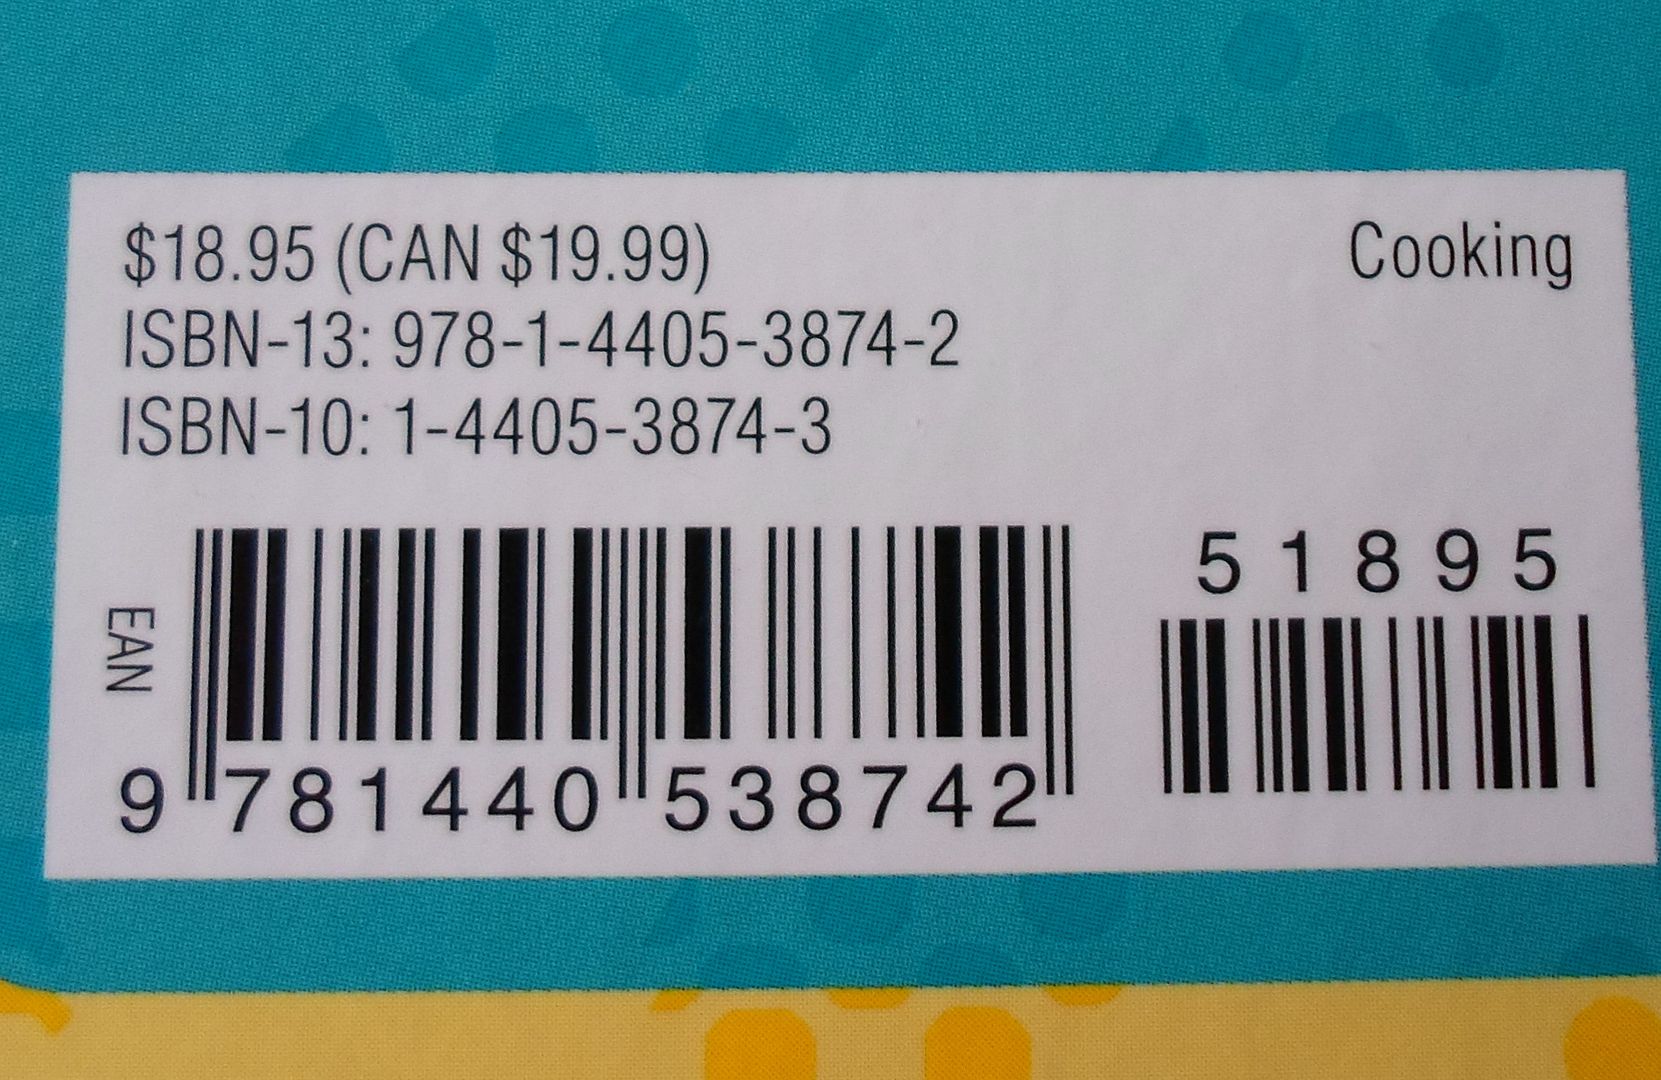 $18.95 (CAN $19.99)
Cooking
ISBN-13: 978-1-4405-3874-2
ISBN-10: 1-4405-3874-3
51895
EAN
9 781440 538742